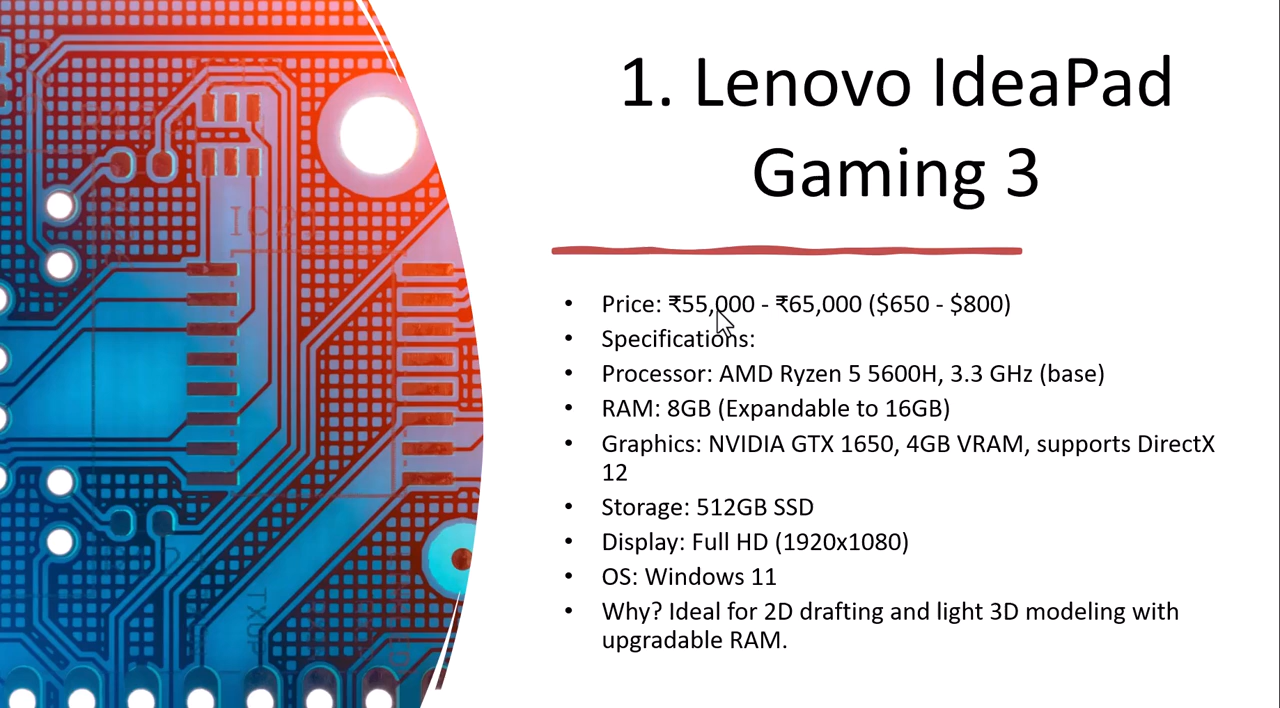 1. Lenovo IdeaPad
Gaming 3
• Price: ₹55,000 - ₹65,000 ($650 - $800)
• Specifications:
• Processor: AMD Ryzen 5 5600H, 3.3 GHz (base)
• RAM: 8GB (Expandable to 16GB)
• Graphics: NVIDIA GTX 1650, 4GB VRAM, supports DirectX
12
• Storage: 512GB SSD
• Display: Full HD (1920x1080)
• OS: Windows 11
• Why? Ideal for 2D drafting and light 3D modeling with
upgradable RAM.
IC21